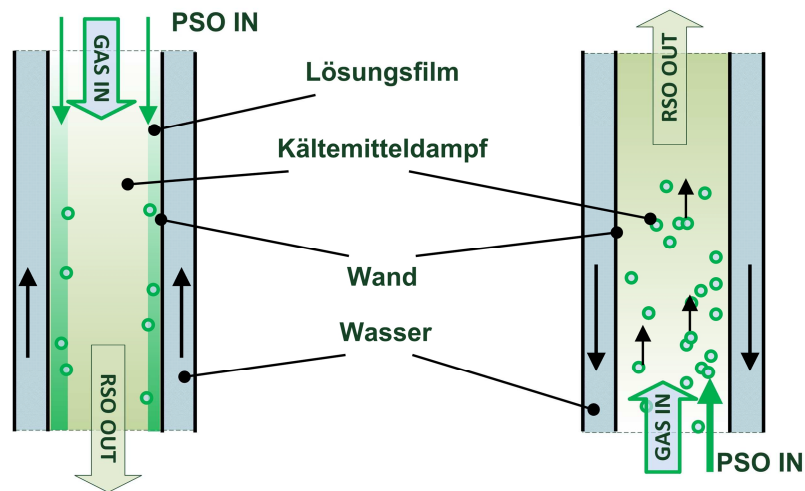 PSO IN
GAS IN
Lösungsfilm
Kältemitteldampf
Wand
Wasser
RSO OUT
RSO OUT
GAS IN
PSO IN